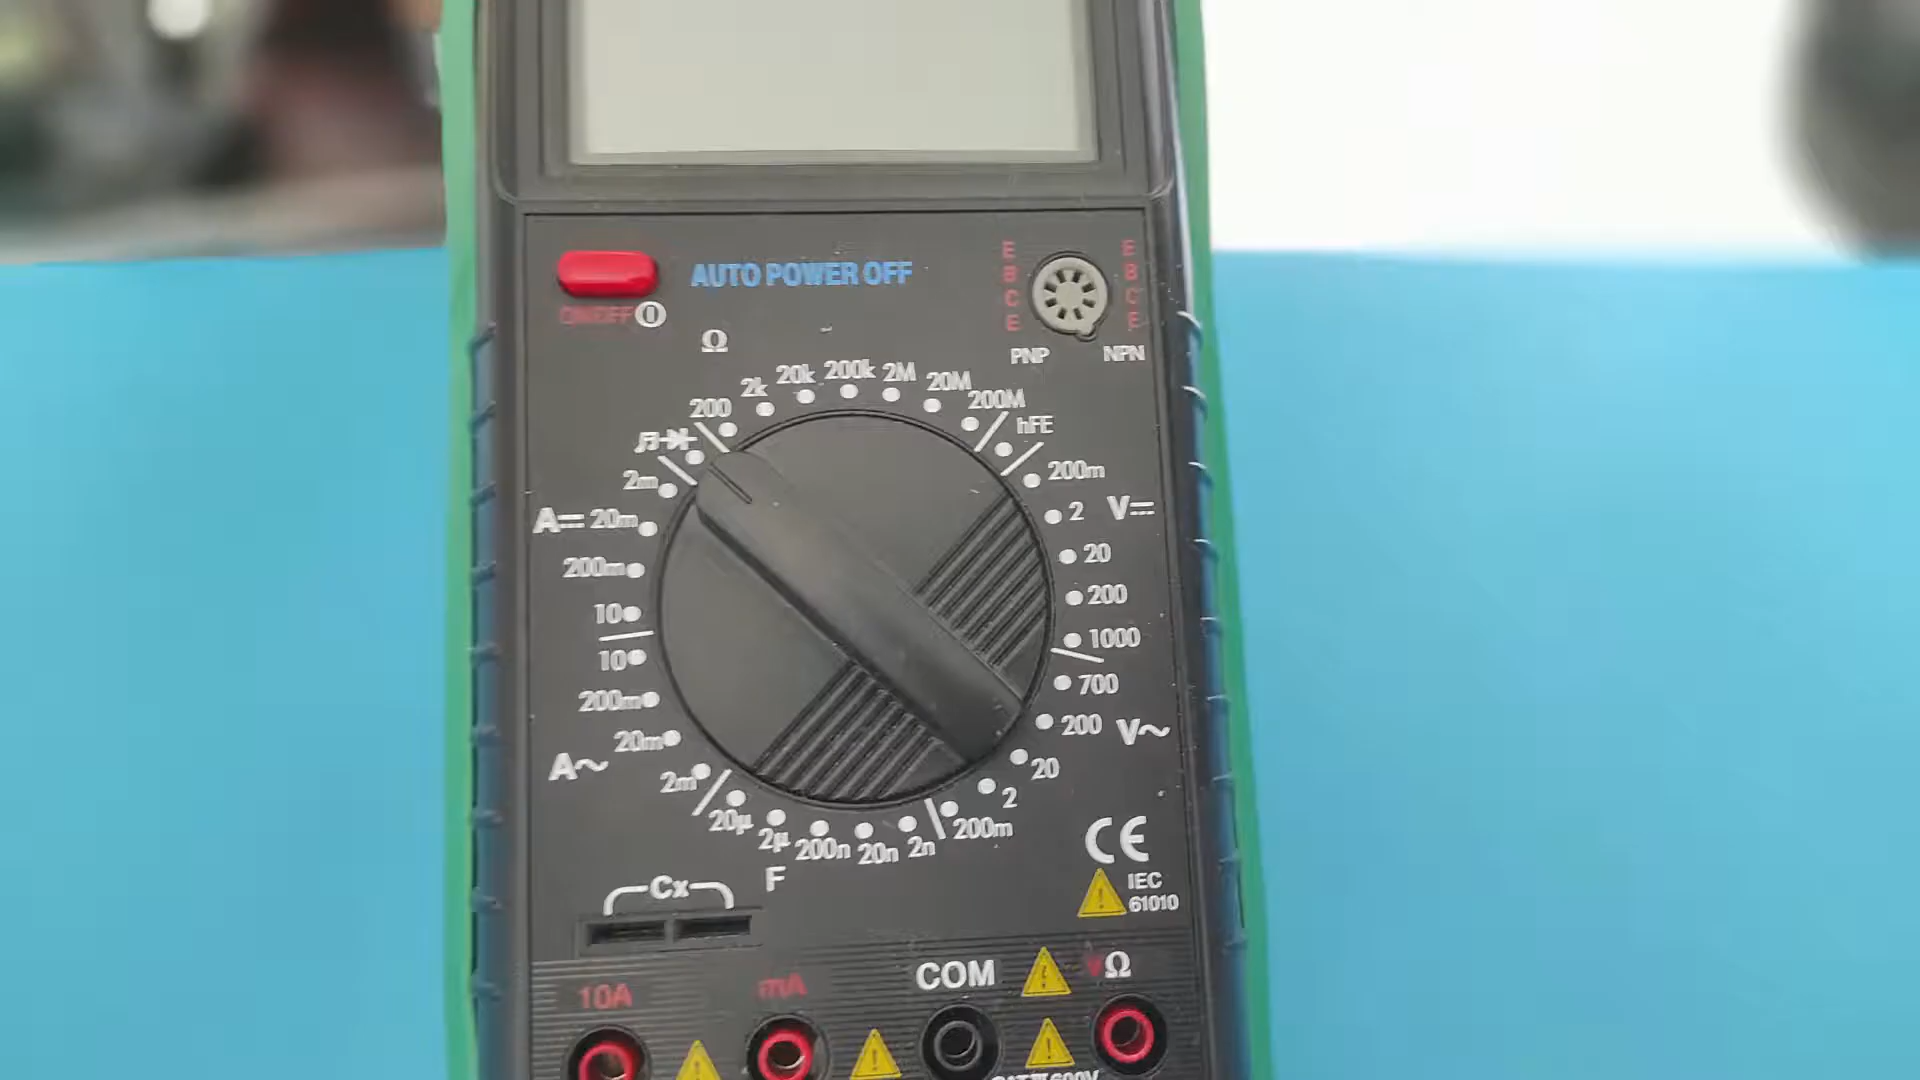 AUTO POWER OFF
ON/OFF
E E
B B
C C
E E
PNP NPN
Ω
200 2k 20k 200k 2M 20M 200M
hFE
2m 200m
A 20m 2 V
200m 20
10 200
10 1000
200m 700
20m 200 V~
A~ 20
2m 2
20µ 2µ 200n 20n 2n 200m
F
Cx
CE
IEC
61010
10A mA COM VΩ